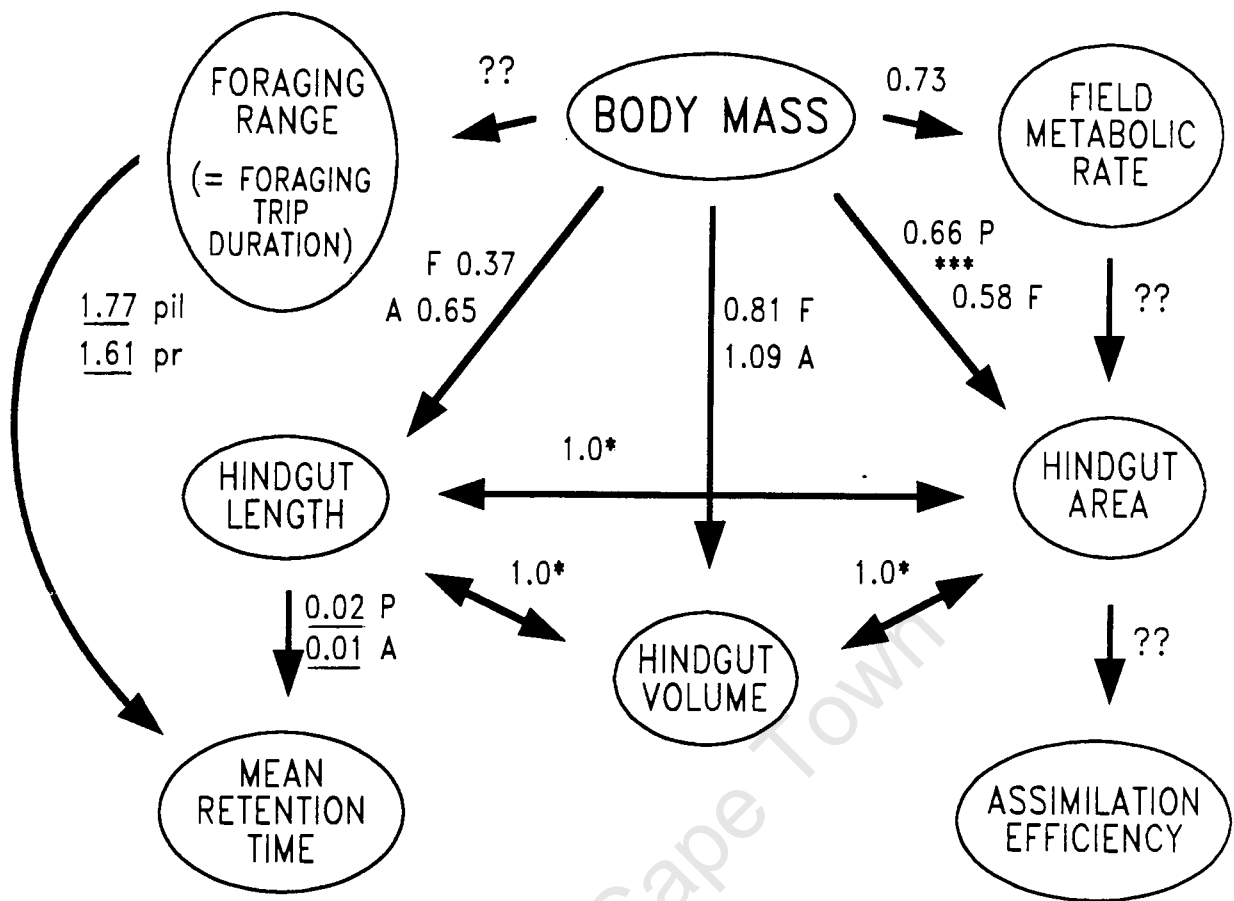 FORAGING
RANGE
(= FORAGING
TRIP
DURATION)
??
BODY MASS
0.73
FIELD
METABOLIC
RATE
F 0.37
A 0.65
0.81 F
1.09 A
0.66 P
***
0.58 F
??
1.77 pil
1.61 pr
1.0*
HINDGUT
LENGTH
HINDGUT
AREA
1.0*
1.0*
0.02 P
0.01 A
HINDGUT
VOLUME
??
MEAN
RETENTION
TIME
ASSIMILATION
EFFICIENCY
Cape Town